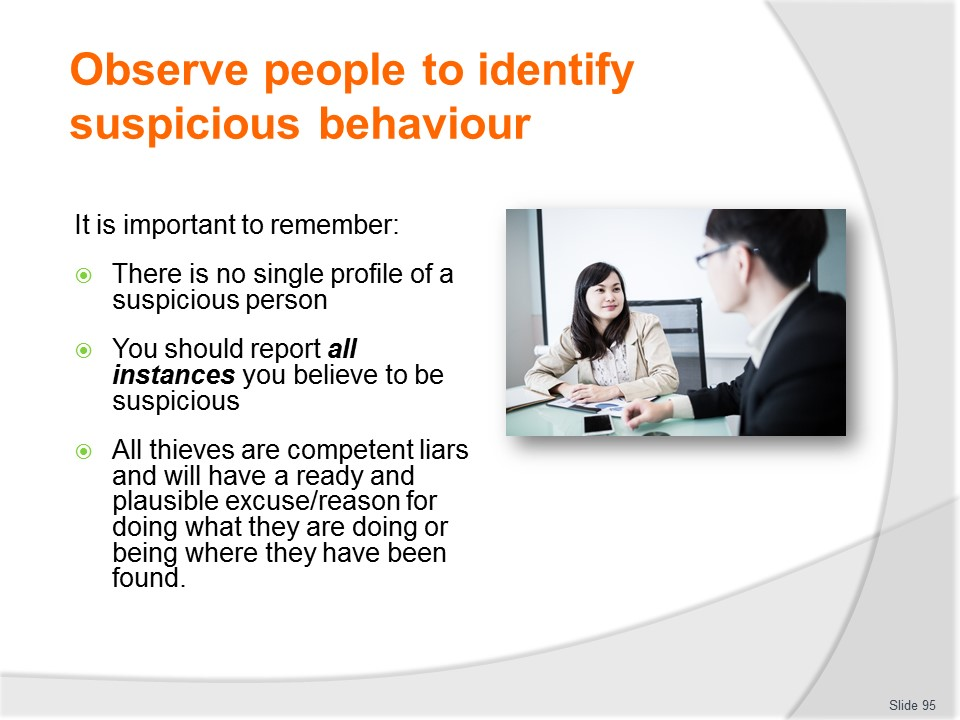 Observe people to identify
suspicious behaviour
It is important to remember:
There is no single profile of a
suspicious person
You should report all
instances you believe to be
suspicious
All thieves are competent liars
and will have a ready and
plausible excuse/reason for
doing what they are doing or
being where they have been
found.
Slide 95